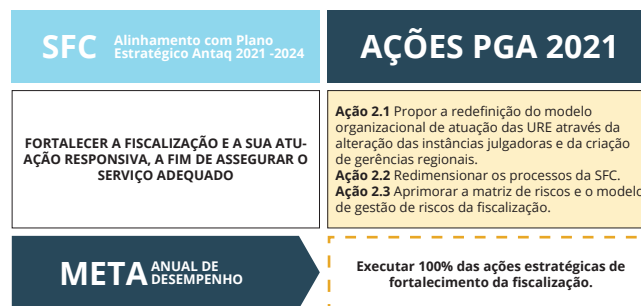 SFC
Alinhamento com Plano
Estratégico Antaq 2021 -2024
AÇÕES PGA 2021
FORTALECER A FISCALIZAÇÃO E A SUA ATU-
AÇÃO RESPONSIVA, A FIM DE ASSEGURAR O
SERVIÇO ADEQUADO
Ação 2.1 Propor a redefinição do modelo
organizacional de atuação das URE através da
alteração das instâncias julgadoras e da criação
de gerências regionais.
Ação 2.2 Redimensionar os processos da SFC.
Ação 2.3 Aprimorar a matriz de riscos e o modelo
de gestão de riscos da fiscalização.
META
ANUAL DE
DESEMPENHO
Executar 100% das ações estratégicas de
fortalecimento da fiscalização.